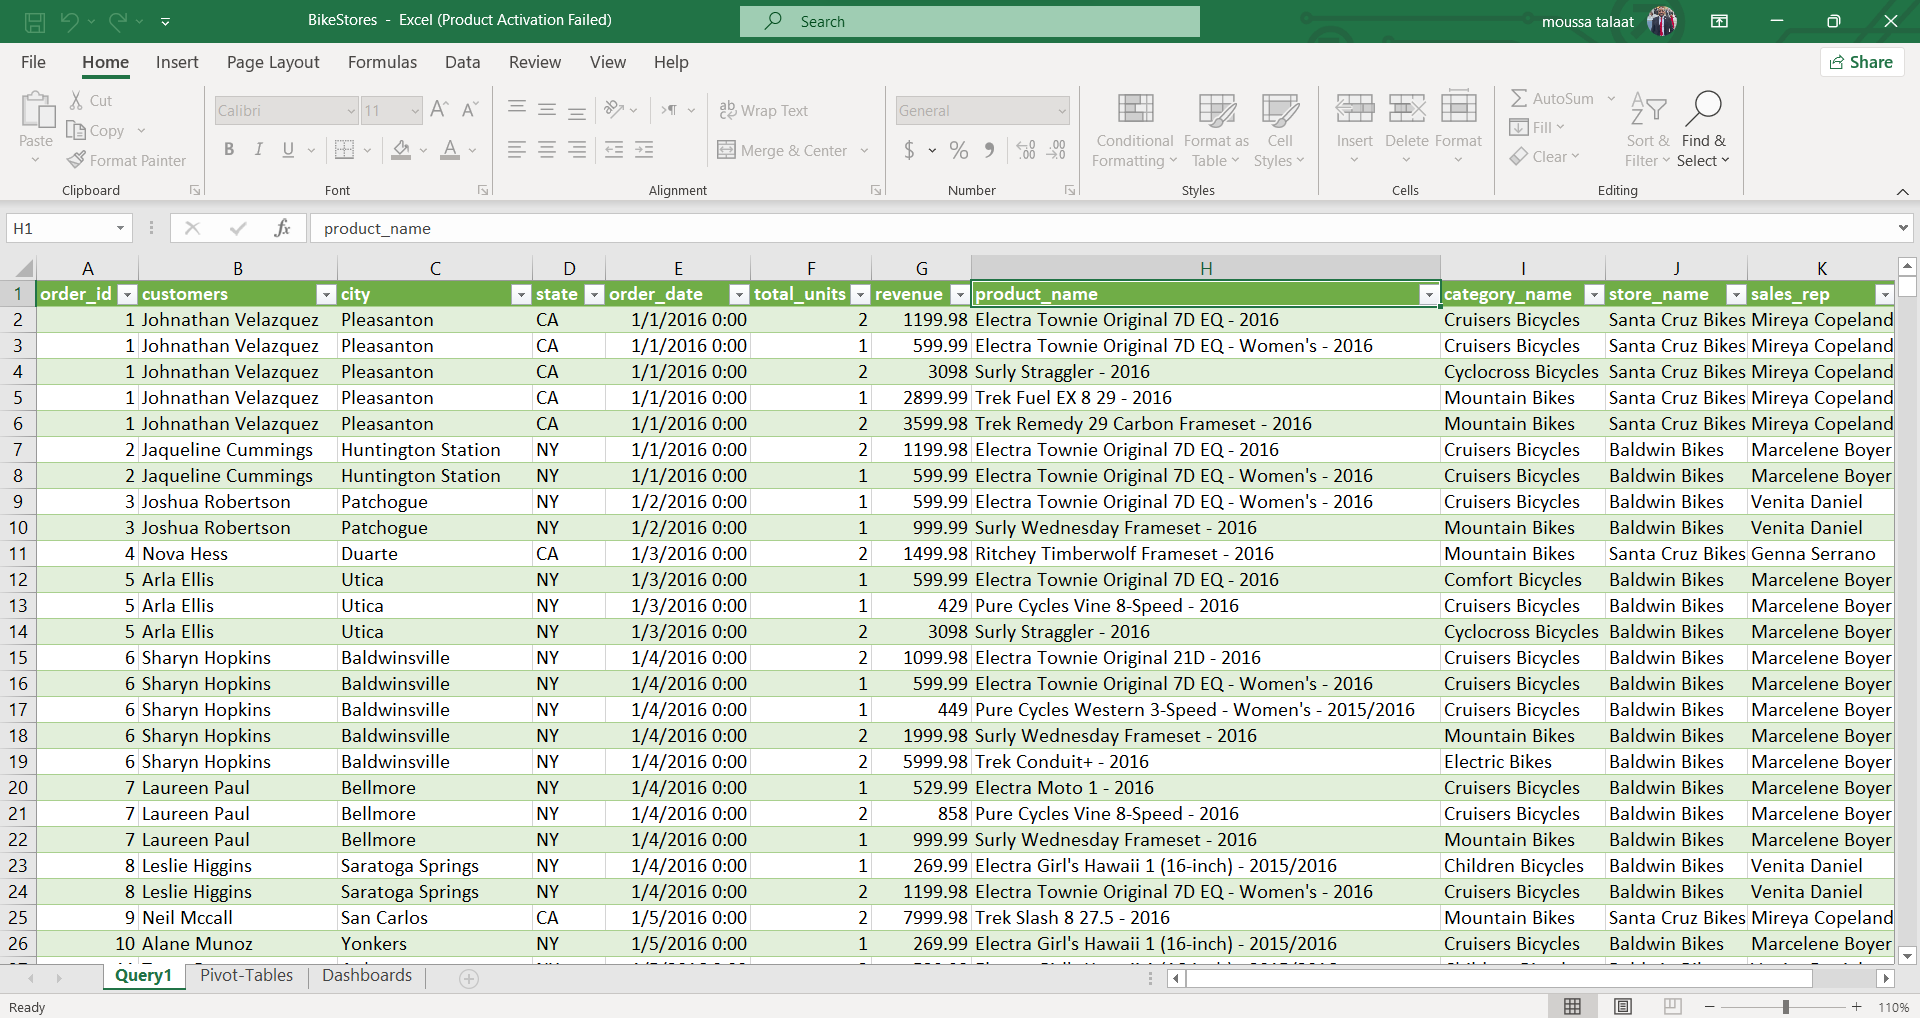 BikeStores - Excel (Product Activation Failed)
Search
moussa talaat
File Home Insert Page Layout Formulas Data Review View Help
Share
Paste
Cut
Copy
Format Painter
Clipboard
Calibri 11
B I U
Font
ab Wrap Text
Merge & Center
Alignment
General
$ % 9
Number
Conditional Formatting
Format as Table
Cell Styles
Styles
Insert Delete Format
Cells
AutoSum
Fill
Clear
Sort & Filter
Find & Select
Editing
H1 fx product_name
A B C D E F G H I J K
1 order_id customers city state order_date total_units revenue product_name category_name store_name sales_rep
2 1 Johnathan Velazquez Pleasanton CA 1/1/2016 0:00 2 1199.98 Electra Townie Original 7D EQ - 2016 Cruisers Bicycles Santa Cruz Bikes Mireya Copeland
3 1 Johnathan Velazquez Pleasanton CA 1/1/2016 0:00 1 599.99 Electra Townie Original 7D EQ - Women's - 2016 Cruisers Bicycles Santa Cruz Bikes Mireya Copeland
4 1 Johnathan Velazquez Pleasanton CA 1/1/2016 0:00 2 3098 Surly Straggler - 2016 Cyclocross Bicycles Santa Cruz Bikes Mireya Copeland
5 1 Johnathan Velazquez Pleasanton CA 1/1/2016 0:00 1 2899.99 Trek Fuel EX 8 29 - 2016 Mountain Bikes Santa Cruz Bikes Mireya Copeland
6 1 Johnathan Velazquez Pleasanton CA 1/1/2016 0:00 2 3599.98 Trek Remedy 29 Carbon Frameset - 2016 Mountain Bikes Santa Cruz Bikes Mireya Copeland
7 2 Jaqueline Cummings Huntington Station NY 1/1/2016 0:00 2 1199.98 Electra Townie Original 7D EQ - 2016 Cruisers Bicycles Baldwin Bikes Marcelene Boyer
8 2 Jaqueline Cummings Huntington Station NY 1/1/2016 0:00 1 599.99 Electra Townie Original 7D EQ - Women's - 2016 Cruisers Bicycles Baldwin Bikes Marcelene Boyer
9 3 Joshua Robertson Patchogue NY 1/2/2016 0:00 1 599.99 Electra Townie Original 7D EQ - Women's - 2016 Cruisers Bicycles Baldwin Bikes Venita Daniel
10 3 Joshua Robertson Patchogue NY 1/2/2016 0:00 1 999.99 Surly Wednesday Frameset - 2016 Mountain Bikes Baldwin Bikes Venita Daniel
11 4 Nova Hess Duarte CA 1/3/2016 0:00 2 1499.98 Ritchey Timberwolf Frameset - 2016 Mountain Bikes Santa Cruz Bikes Genna Serrano
12 5 Arla Ellis Utica NY 1/3/2016 0:00 1 599.99 Electra Townie Original 7D EQ - 2016 Comfort Bicycles Baldwin Bikes Marcelene Boyer
13 5 Arla Ellis Utica NY 1/3/2016 0:00 1 429 Pure Cycles Vine 8-Speed - 2016 Cruisers Bicycles Baldwin Bikes Marcelene Boyer
14 5 Arla Ellis Utica NY 1/3/2016 0:00 2 3098 Surly Straggler - 2016 Cyclocross Bicycles Baldwin Bikes Marcelene Boyer
15 6 Sharyn Hopkins Baldwinsville NY 1/4/2016 0:00 2 1099.98 Electra Townie Original 21D - 2016 Cruisers Bicycles Baldwin Bikes Marcelene Boyer
16 6 Sharyn Hopkins Baldwinsville NY 1/4/2016 0:00 1 599.99 Electra Townie Original 7D EQ - Women's - 2016 Cruisers Bicycles Baldwin Bikes Marcelene Boyer
17 6 Sharyn Hopkins Baldwinsville NY 1/4/2016 0:00 1 449 Pure Cycles Western 3-Speed - Women's - 2015/2016 Cruisers Bicycles Baldwin Bikes Marcelene Boyer
18 6 Sharyn Hopkins Baldwinsville NY 1/4/2016 0:00 2 1999.98 Surly Wednesday Frameset - 2016 Mountain Bikes Baldwin Bikes Marcelene Boyer
19 6 Sharyn Hopkins Baldwinsville NY 1/4/2016 0:00 2 5999.98 Trek Conduit+ - 2016 Electric Bikes Baldwin Bikes Marcelene Boyer
20 7 Laureen Paul Bellmore NY 1/4/2016 0:00 1 529.99 Electra Moto 1 - 2016 Cruisers Bicycles Baldwin Bikes Marcelene Boyer
21 7 Laureen Paul Bellmore NY 1/4/2016 0:00 2 858 Pure Cycles Vine 8-Speed - 2016 Cruisers Bicycles Baldwin Bikes Marcelene Boyer
22 7 Laureen Paul Bellmore NY 1/4/2016 0:00 1 999.99 Surly Wednesday Frameset - 2016 Mountain Bikes Baldwin Bikes Marcelene Boyer
23 8 Leslie Higgins Saratoga Springs NY 1/4/2016 0:00 1 269.99 Electra Girl's Hawaii 1 (16-inch) - 2015/2016 Children Bicycles Baldwin Bikes Venita Daniel
24 8 Leslie Higgins Saratoga Springs NY 1/4/2016 0:00 2 1199.98 Electra Townie Original 7D EQ - Women's - 2016 Cruisers Bicycles Baldwin Bikes Venita Daniel
25 9 Neil Mccall San Carlos CA 1/5/2016 0:00 2 7999.98 Trek Slash 8 27.5 - 2016 Mountain Bikes Santa Cruz Bikes Mireya Copeland
26 10 Alane Munoz Yonkers NY 1/5/2016 0:00 1 269.99 Electra Girl's Hawaii 1 (16-inch) - 2015/2016 Cruisers Bicycles Baldwin Bikes Marcelene Boyer
Query1 Pivot-Tables Dashboards
Ready
110%